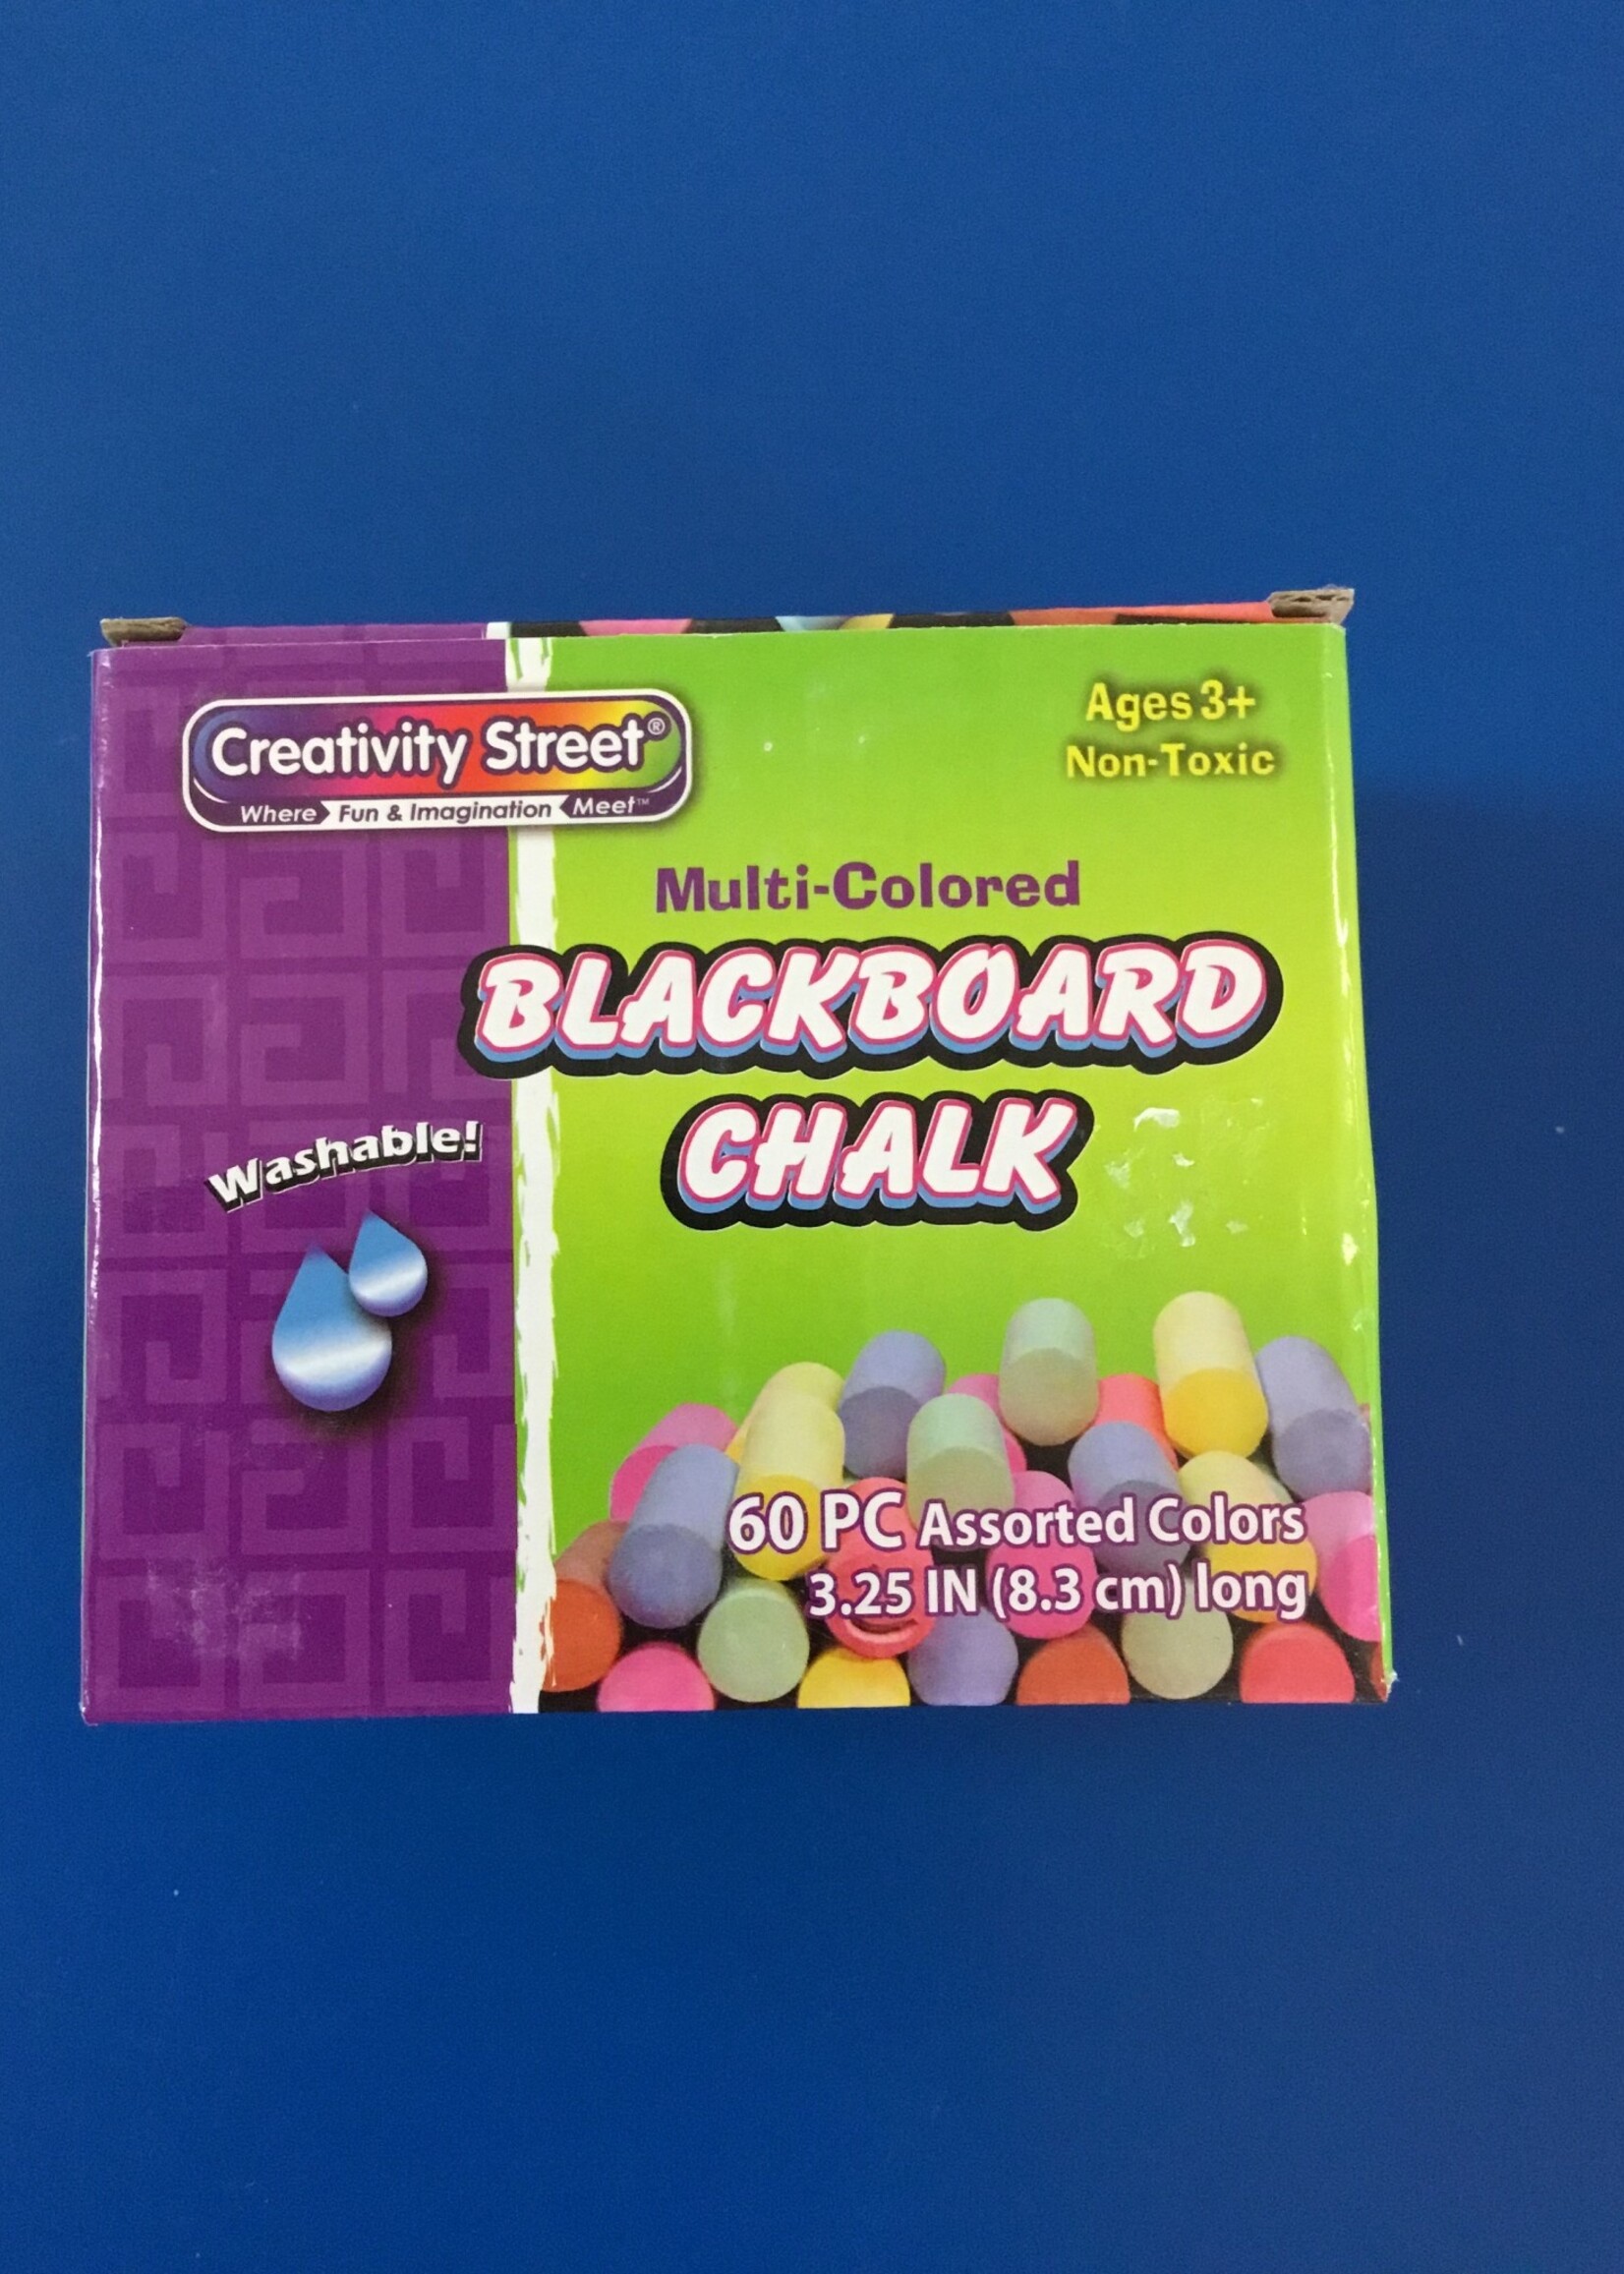 Creativity Street®
Where Fun & Imagination Meet™
Ages 3+
Non-Toxic
Multi-Colored
BLACKBOARD
CHALK
Washable!
60 PC Assorted Colors
3.25 IN (8.3 cm) long